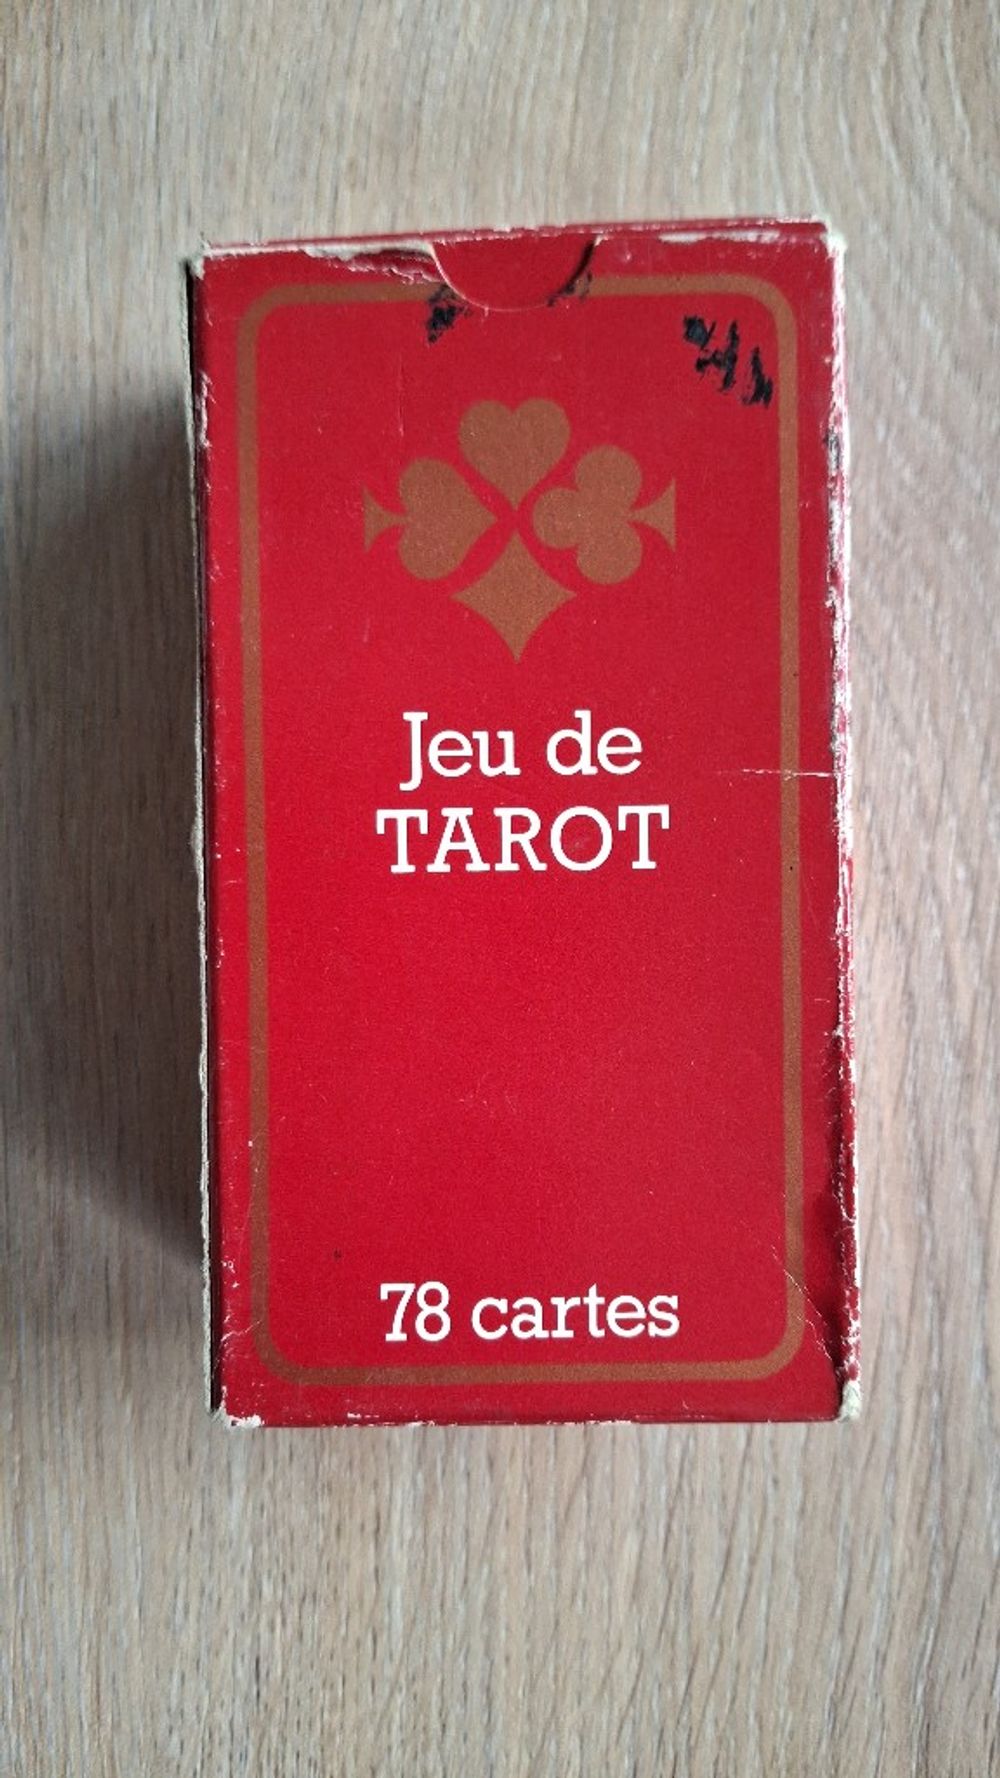 Jeu de
TAROT
78 cartes